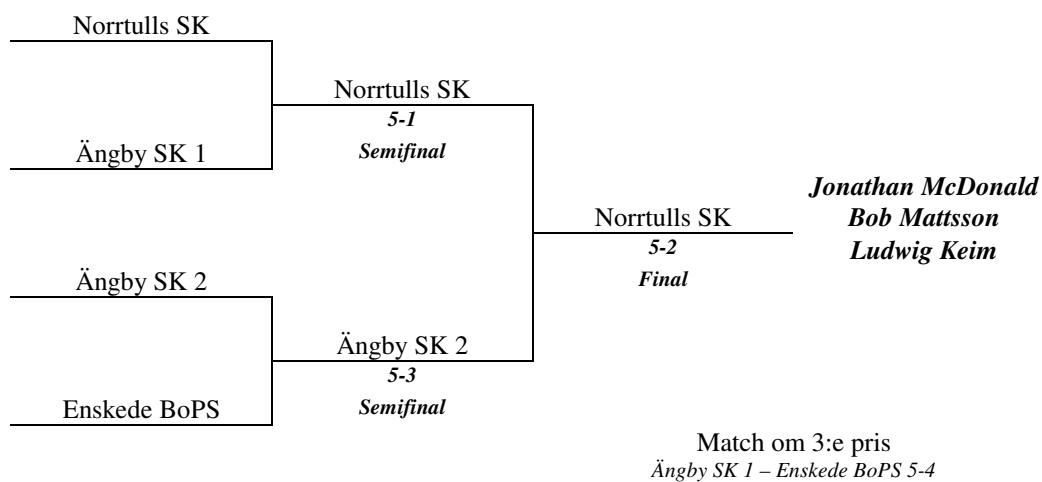 Norrtulls SK
Norrtulls SK
5-1
Semifinal
Ängby SK 1
Jonathan McDonald
Bob Mattsson
Ludwig Keim
Norrtulls SK
5-2
Final
Ängby SK 2
Ängby SK 2
5-3
Semifinal
Enskede BoPS
Match om 3:e pris
Ängby SK 1 – Enskede BoPS 5-4